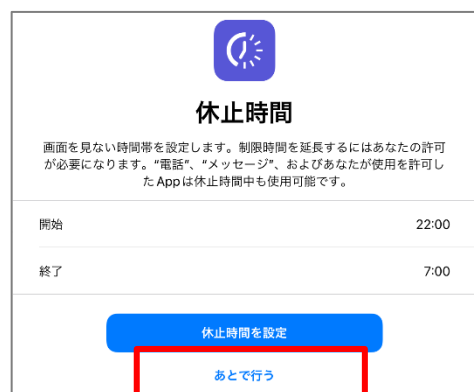 休止時間
画面を見ない時間帯を設定します。制限時間を延長するにはあなたの許可
が必要になります。“電話”、“メッセージ”、およびあなたが使用を許可し
たAppは休止時間中も使用可能です。
開始 22:00
終了 7:00
休止時間を設定
あとで行う